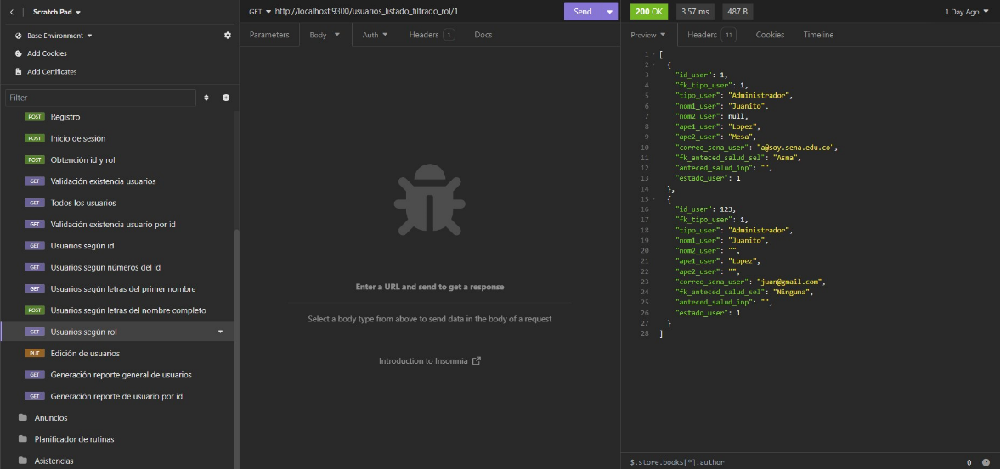 Scratch Pad
Base Environment
Add Cookies
Add Certificates
Filter
POST Registro
POST Inicio de sesión
POST Obtención id y rol
GET Validación existencia usuarios
GET Todos los usuarios
GET Validación existencia usuario por id
GET Usuarios según id
GET Usuarios según números del id
GET Usuarios según letras del primer nombre
POST Usuarios según letras del nombre completo
GET Usuarios según rol
PUT Edición de usuarios
GET Generación reporte general de usuarios
GET Generación reporte de usuario por id
Anuncios
Planificador de rutinas
Asistencias
GET http://localhost:9300/usuarios_listado_filtrado_rol/1 Send
Parameters Body Auth Headers 1 Docs
Enter a URL and send to get a response
Select a body type from above to send data in the body of a request
Introduction to Insomnia
200 OK 3.57 ms 487 B 1 Day Ago
Preview Headers 11 Cookies Timeline
1 [
2 {
3 "id_user": 1,
4 "fk_tipo_user": 1,
5 "tipo_user": "Administrador",
6 "nom1_user": "Juanito",
7 "nom2_user": null,
8 "ape1_user": "Lopez",
9 "ape2_user": "Mesa",
10 "correo_sena_user": "a@soy.sena.edu.co",
11 "fk_anteced_salud_sel": "Asma",
12 "anteced_salud_inp": "",
13 "estado_user": 1
14 },
15 {
16 "id_user": 123,
17 "fk_tipo_user": 1,
18 "tipo_user": "Administrador",
19 "nom1_user": "Juanito",
20 "nom2_user": "",
21 "ape1_user": "Lopez",
22 "ape2_user": "",
23 "correo_sena_user": "juan@gmail.com",
24 "fk_anteced_salud_sel": "Ninguna",
25 "anteced_salud_inp": "",
26 "estado_user": 1
27 }
28 ]
$.store.books[*].author 0